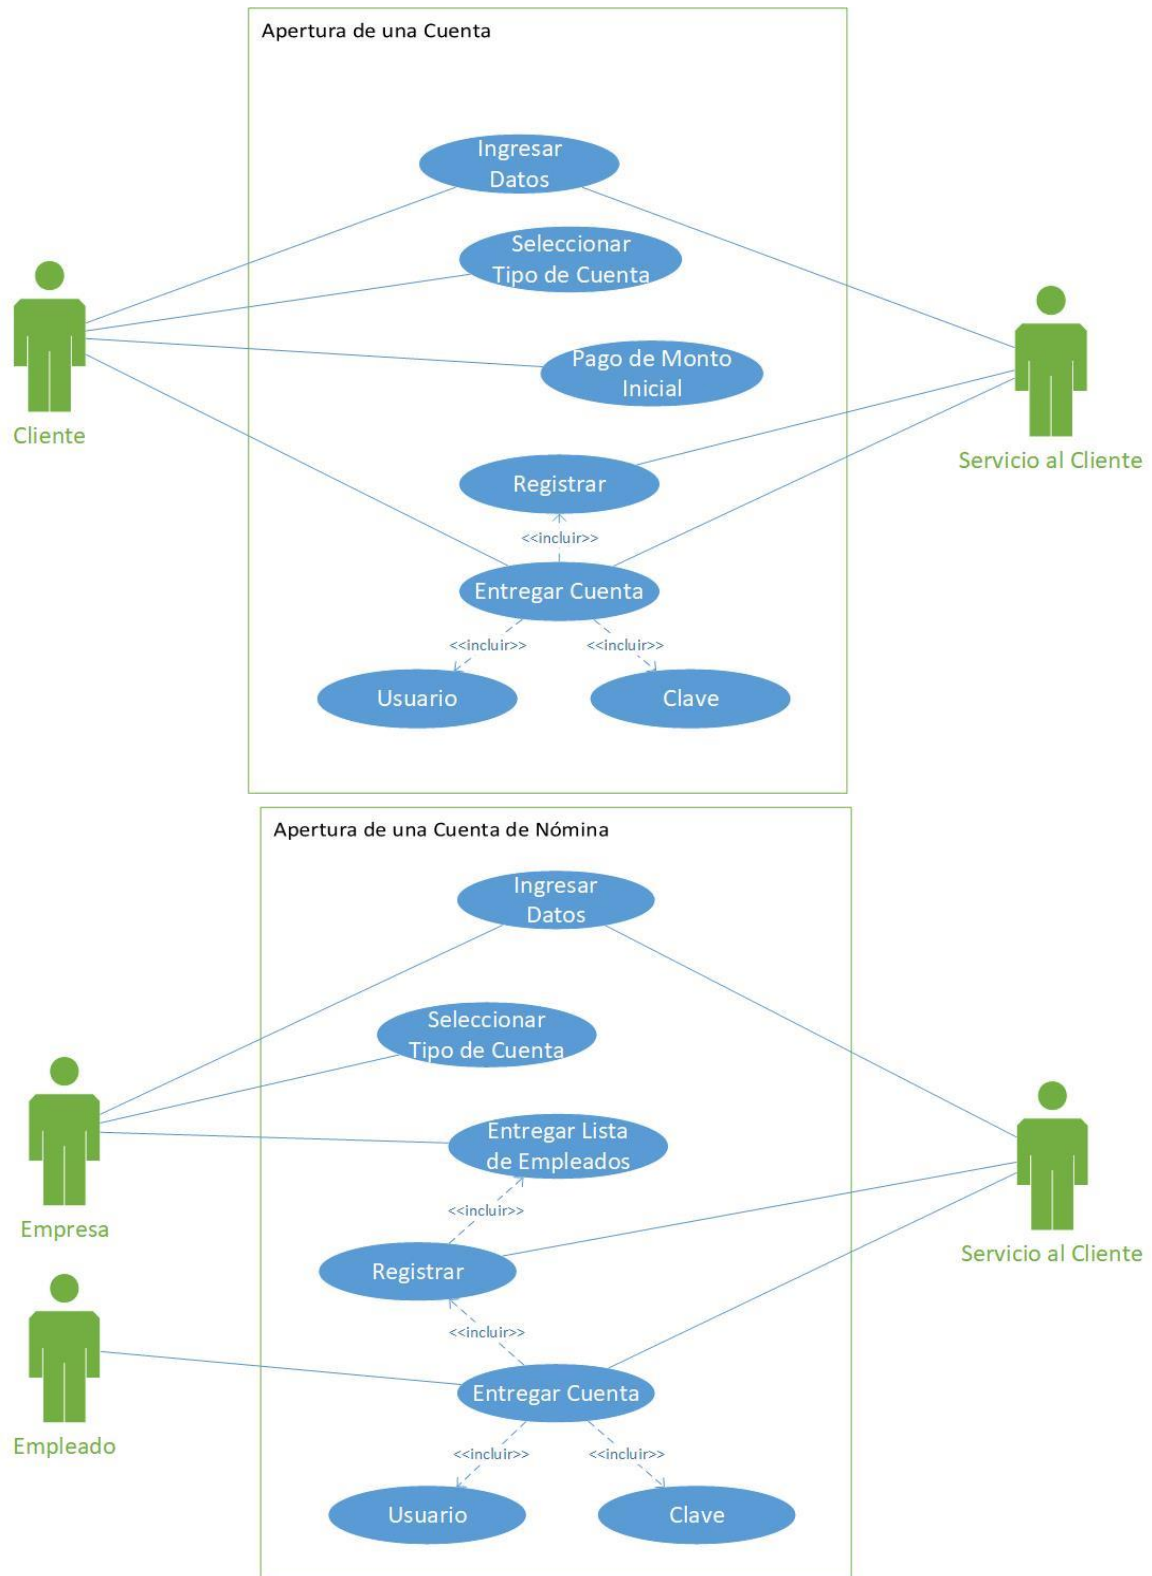 Apertura de una Cuenta
Ingresar
Datos
Seleccionar
Tipo de Cuenta
Pago de Monto
Inicial
Cliente
Servicio al Cliente
Registrar
<<incluir>>
Entregar Cuenta
<<incluir>>
<<incluir>>
Usuario
Clave
Apertura de una Cuenta de Nómina
Ingresar
Datos
Seleccionar
Tipo de Cuenta
Entregar Lista
de Empleados
<<incluir>>
Empresa
Servicio al Cliente
Registrar
<<incluir>>
Entregar Cuenta
Empleado
<<incluir>>
<<incluir>>
Usuario
Clave